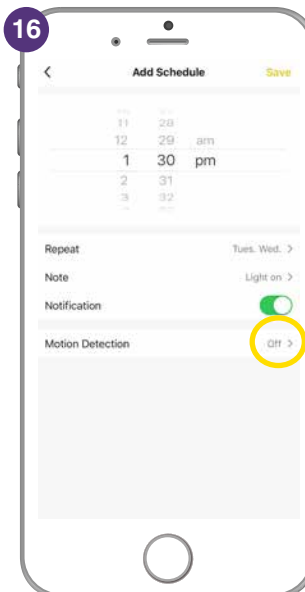 16
< Add Schedule Save
11 28
12 29 am
1 30 pm
2 31
3 32
Repeat Tues. Wed. >
Note Light on >
Notification
Motion Detection Off >